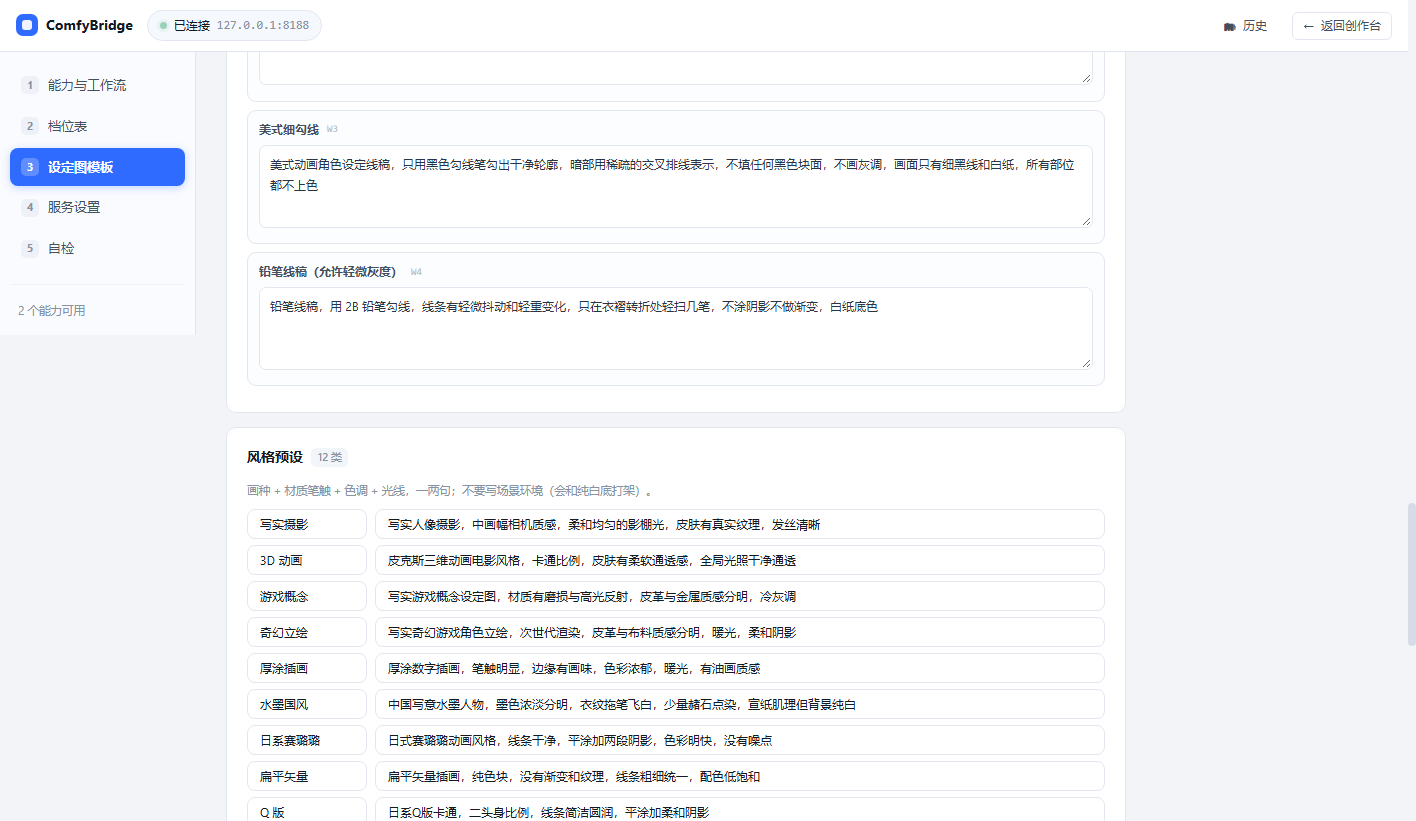 ComfyBridge
已连接 127.0.0.1:8188
历史
← 返回创作台
1 能力与工作流
2 档位表
3 设定图模板
4 服务设置
5 自检
2 个能力可用
美式细勾线 W3
美式动画角色设定线稿，只用黑色勾线笔勾出干净轮廓，暗部用稀疏的交叉排线表示，不填任何黑色块面，不画灰调，画面只有细黑线和白纸，所有部位
都不上色
铅笔线稿（允许轻微灰度） W4
铅笔线稿，用 2B 铅笔勾线，线条有轻微抖动和轻重变化，只在衣褶转折处轻扫几笔，不涂阴影不做渐变，白纸底色
风格预设 12 类
画种 + 材质笔触 + 色调 + 光线，一两句；不要写场景环境（会和纯白底打架）。
写实摄影 写实人像摄影，中画幅相机质感，柔和均匀的影棚光，皮肤有真实纹理，发丝清晰
3D 动画 皮克斯三维动画电影风格，卡通比例，皮肤有柔软通透感，全局光照干净通透
游戏概念 写实游戏概念设定图，材质有磨损与高光反射，皮革与金属质感分明，冷灰调
奇幻立绘 写实奇幻游戏角色立绘，次世代渲染，皮革与布料质感分明，暖光，柔和阴影
厚涂插画 厚涂数字插画，笔触明显，边缘有画味，色彩浓郁，暖光，有油画质感
水墨国风 中国写意水墨人物，墨色浓淡分明，衣纹拖笔飞白，少量赭石点染，宣纸肌理但背景纯白
日系赛璐璐 日式赛璐璐动画风格，线条干净，平涂加两段阴影，色彩明快，没有噪点
扁平矢量 扁平矢量插画，纯色块，没有渐变和纹理，线条粗细统一，配色低饱和
Q 版 日系Q版卡通，二头身比例，线条简洁圆润，平涂加柔和阴影